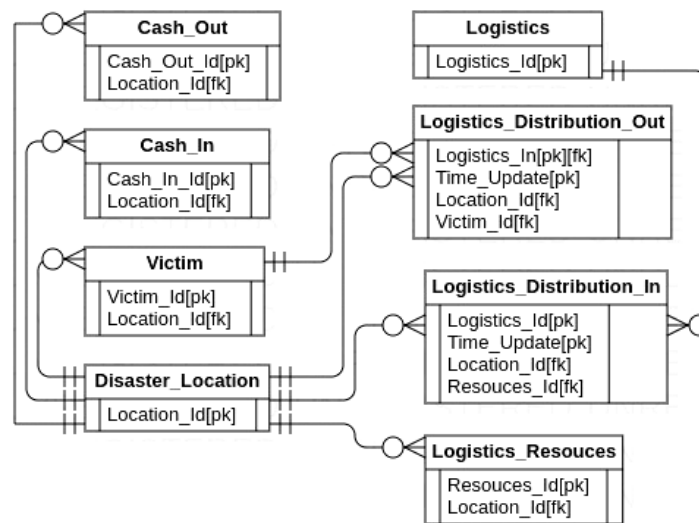 Cash_Out
Cash_Out_Id[pk]
Location_Id[fk]
Cash_In
Cash_In_Id[pk]
Location_Id[fk]
Victim
Victim_Id[pk]
Location_Id[fk]
Disaster_Location
Location_Id[pk]
Logistics
Logistics_Id[pk]
Logistics_Distribution_Out
Logistics_In[pk][fk]
Time_Update[pk]
Location_Id[fk]
Victim_Id[fk]
Logistics_Distribution_In
Logistics_Id[pk]
Time_Update[pk]
Location_Id[fk]
Resouces_Id[fk]
Logistics_Resouces
Resouces_Id[pk]
Location_Id[fk]